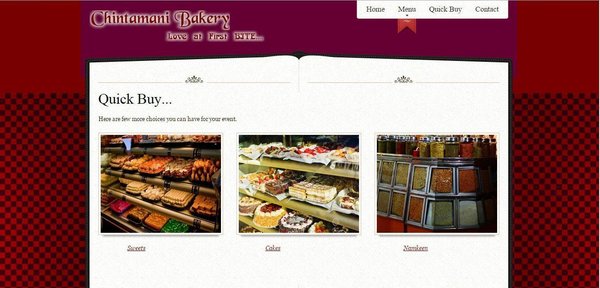 Chintamani Bakery
Love at First BITE...
Home Menu Quick Buy Contact
Quick Buy...
Here are few more choices you can have for your event.
Sweets Cakes Namkeen